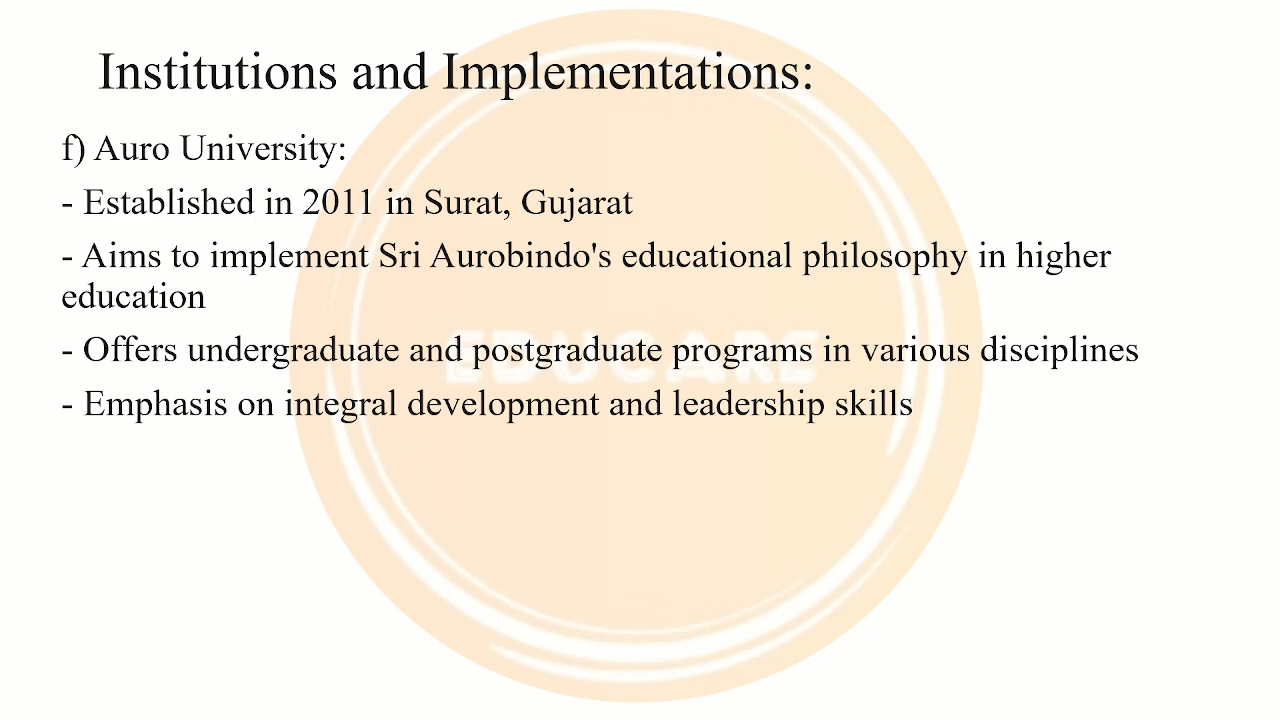 Institutions and Implementations:
f) Auro University:
- Established in 2011 in Surat, Gujarat
- Aims to implement Sri Aurobindo's educational philosophy in higher
education
- Offers undergraduate and postgraduate programs in various disciplines
EDUCARE
- Emphasis on integral development and leadership skills